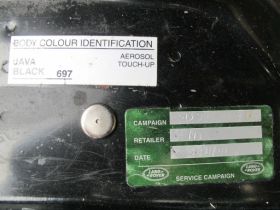 BODY COLOUR IDENTIFICATION
JAVA
BLACK 697
AEROSOL
TOUCH-UP
CAMPAIGN
RETAILER
DATE
LAND ROVER
SERVICE CAMPAIGN
LAND ROVER